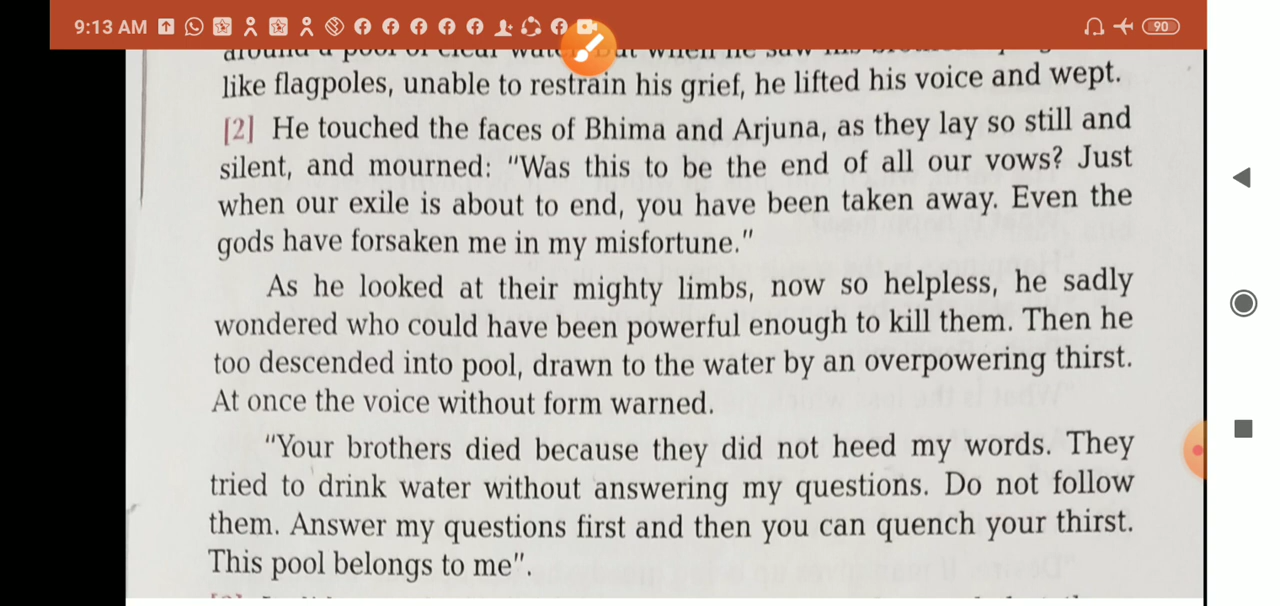 9:13 AM
90
like flagpoles, unable to restrain his grief, he lifted his voice and wept.
[2] He touched the faces of Bhima and Arjuna, as they lay so still and
silent, and mourned: "Was this to be the end of all our vows? Just
when our exile is about to end, you have been taken away. Even the
gods have forsaken me in my misfortune."
As he looked at their mighty limbs, now so helpless, he sadly
wondered who could have been powerful enough to kill them. Then he
too descended into pool, drawn to the water by an overpowering thirst.
At once the voice without form warned.
"Your brothers died because they did not heed my words. They
tried to drink water without answering my questions. Do not follow
them. Answer my questions first and then you can quench your thirst.
This pool belongs to me".